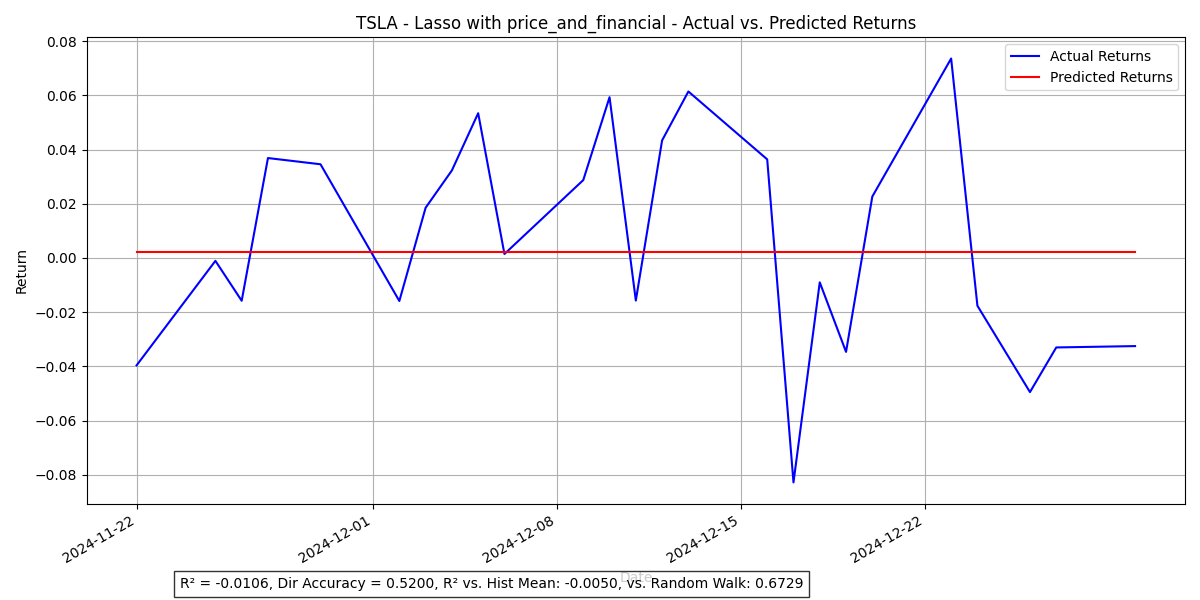 TSLA - Lasso with price_and_financial - Actual vs. Predicted Returns
Actual Returns
Predicted Returns
Return
0.08
0.06
0.04
0.02
0.00
−0.02
−0.04
−0.06
−0.08
2024-11-22
2024-12-01
2024-12-08
2024-12-15
2024-12-22
Date
R² = -0.0106, Dir Accuracy = 0.5200, R² vs. Hist Mean: -0.0050, vs. Random Walk: 0.6729